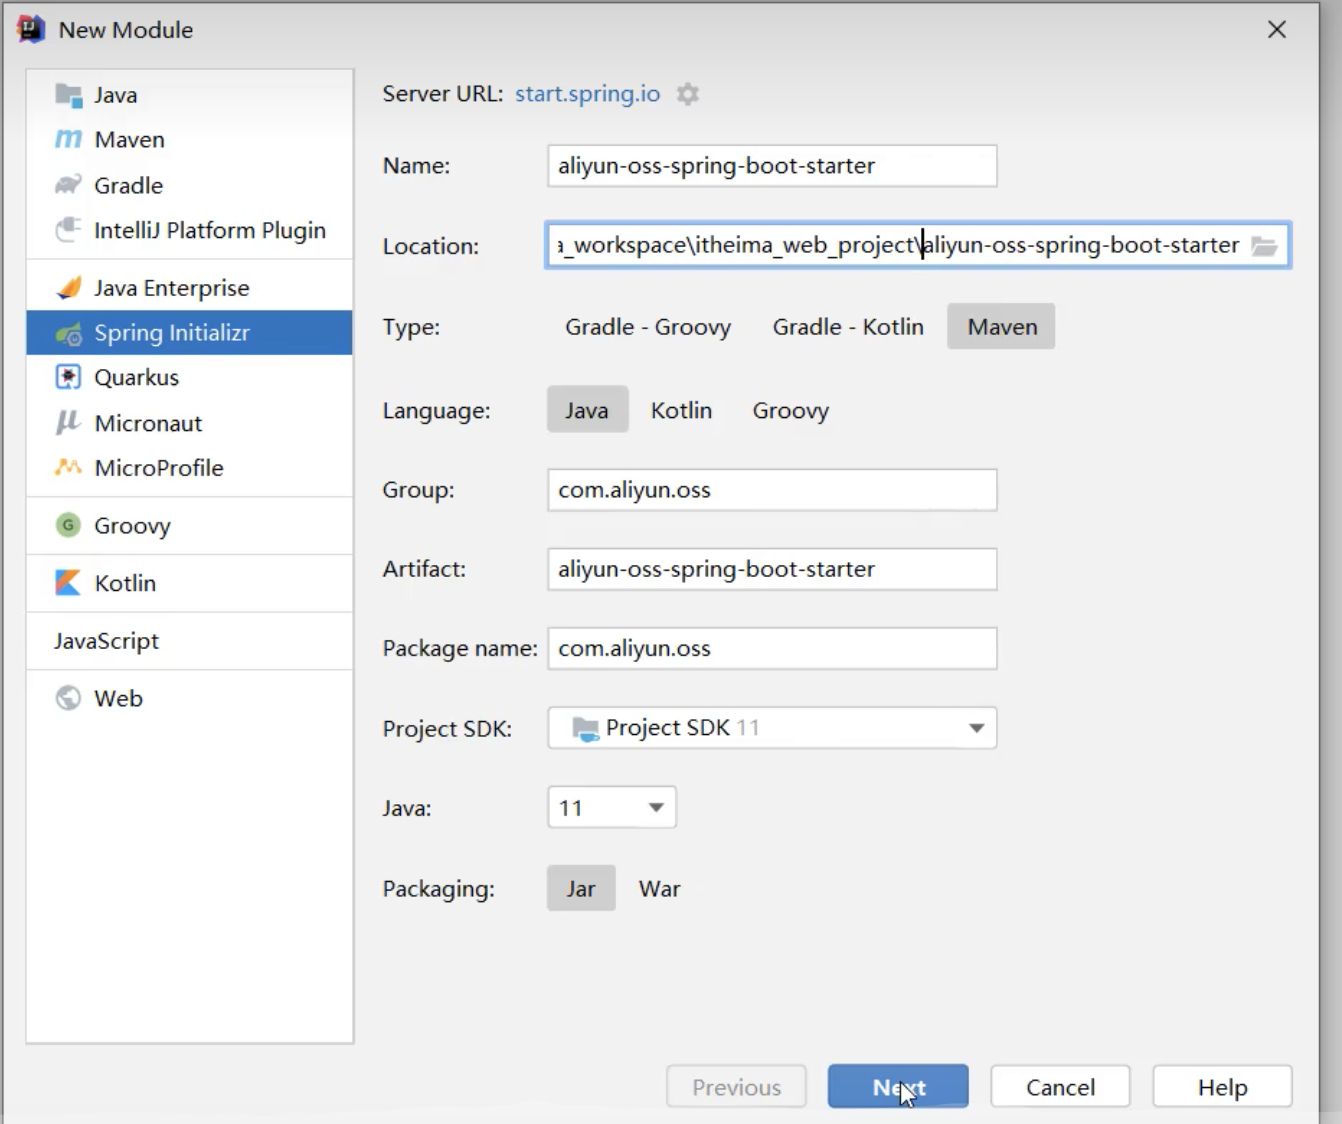 New Module
Java
Maven
Gradle
IntelliJ Platform Plugin
Java Enterprise
Spring Initializr
Quarkus
Micronaut
MicroProfile
Groovy
Kotlin
JavaScript
Web
Server URL: start.spring.io
Name: aliyun-oss-spring-boot-starter
Location: a_workspace\itheima_web_project\aliyun-oss-spring-boot-starter
Type: Gradle - Groovy Gradle - Kotlin Maven
Language: Java Kotlin Groovy
Group: com.aliyun.oss
Artifact: aliyun-oss-spring-boot-starter
Package name: com.aliyun.oss
Project SDK: Project SDK 11
Java: 11
Packaging: Jar War
Previous Next Cancel Help